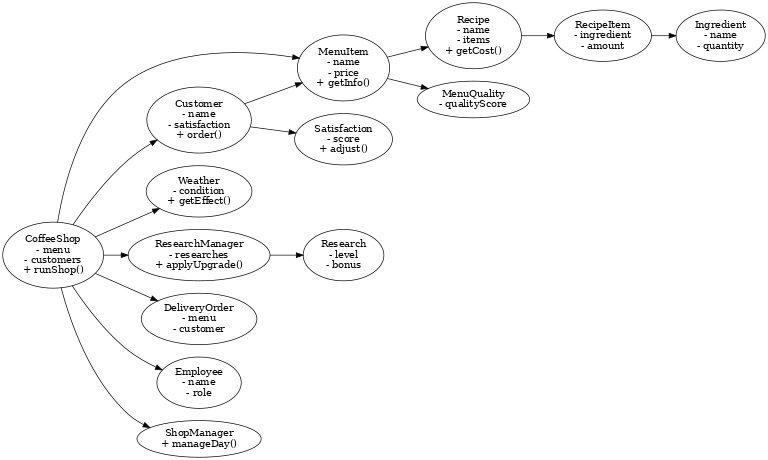 Recipe
- name
- items
+ getCost()
RecipeItem
- ingredient
- amount
Ingredient
- name
- quantity
MenuItem
- name
- price
+ getInfo()
MenuQuality
- qualityScore
Customer
- name
- satisfaction
+ order()
Satisfaction
- score
+ adjust()
Weather
- condition
+ getEffect()
CoffeeShop
- menu
- customers
+ runShop()
ResearchManager
- researches
+ applyUpgrade()
Research
- level
- bonus
DeliveryOrder
- menu
- customer
Employee
- name
- role
ShopManager
+ manageDay()